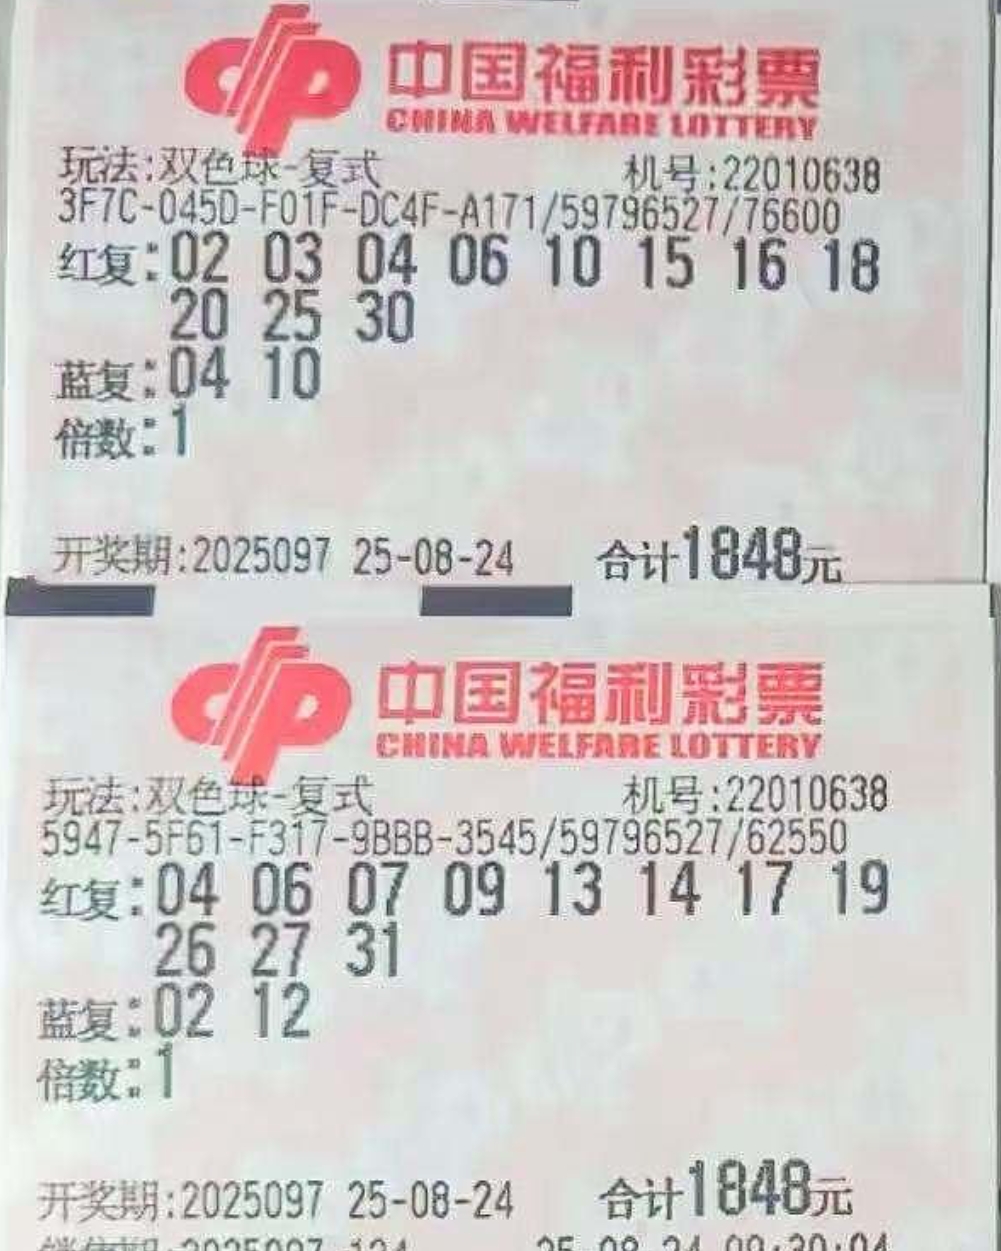 中国福利彩票
CHINA WELFARE LOTTERY
玩法:双色球-复式 机号:22010638
3F7C-045D-F01F-DC4F-A171/59796527/76600
红复:02 03 04 06 10 15 16 18
20 25 30
蓝复:04 10
倍数:1
开奖期:2025097 25-08-24 合计1848元
中国福利彩票
CHINA WELFARE LOTTERY
玩法:双色球-复式 机号:22010638
5947-5F61-F317-9BBB-3545/59796527/62550
红复:04 06 07 09 13 14 17 19
26 27 31
蓝复:02 12
倍数:1
开奖期:2025097 25-08-24 合计1848元